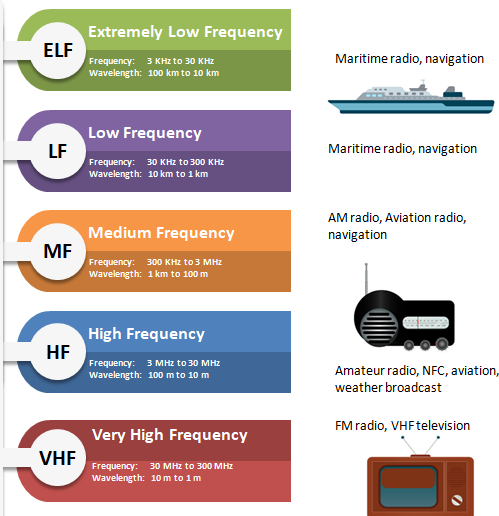 ELF
Extremely Low Frequency
Frequency: 3 KHz to 30 KHz
Wavelength: 100 km to 10 km
Maritime radio, navigation
LF
Low Frequency
Frequency: 30 KHz to 300 KHz
Wavelength: 10 km to 1 km
Maritime radio, navigation
MF
Medium Frequency
Frequency: 300 KHz to 3 MHz
Wavelength: 1 km to 100 m
AM radio, Aviation radio,
navigation
HF
High Frequency
Frequency: 3 MHz to 30 MHz
Wavelength: 100 m to 10 m
Amateur radio, NFC, aviation,
weather broadcast
VHF
Very High Frequency
Frequency: 30 MHz to 300 MHz
Wavelength: 10 m to 1 m
FM radio, VHF television